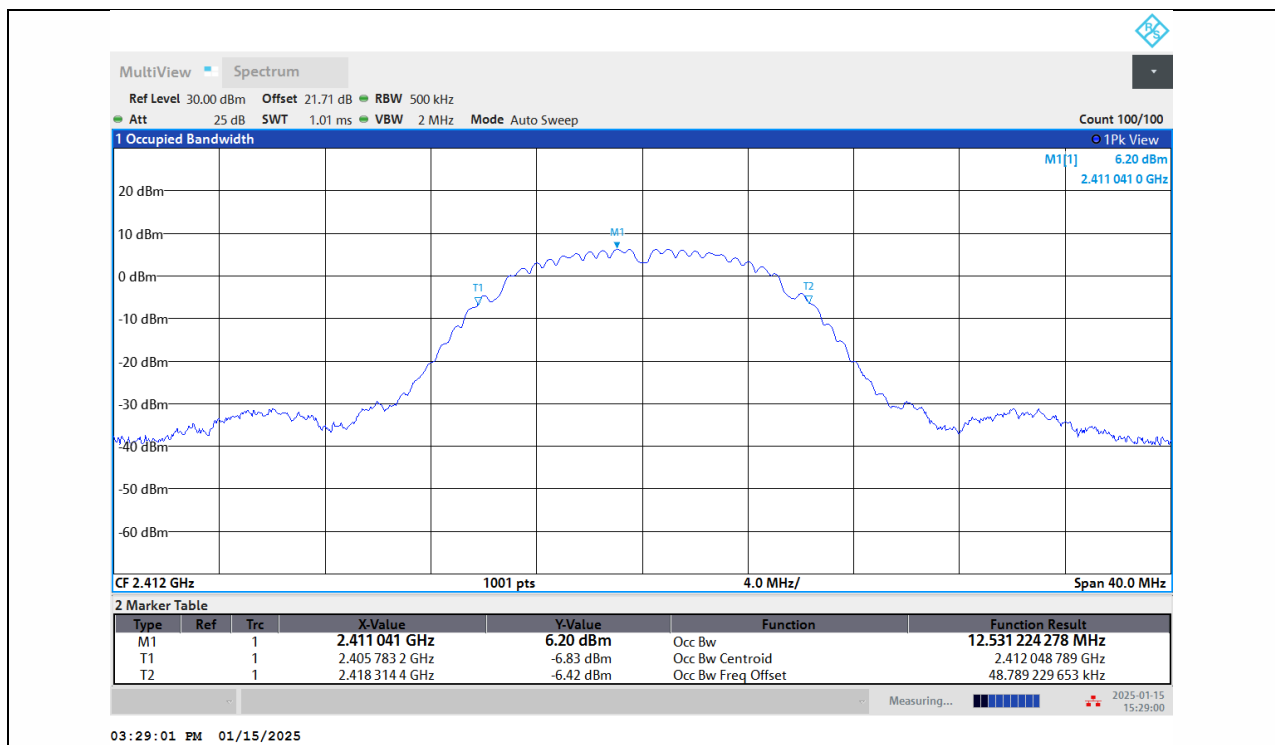 R&S
MultiView Spectrum
Ref Level 30.00 dBm Offset 21.71 dB RBW 500 kHz
Att 25 dB SWT 1.01 ms VBW 2 MHz Mode Auto Sweep Count 100/100
1 Occupied Bandwidth 1Pk View
M1[1] 6.20 dBm
2.411 041 0 GHz
20 dBm
10 dBm
M1
0 dBm
T1 T2
-10 dBm
-20 dBm
-30 dBm
-40 dBm
-50 dBm
-60 dBm
CF 2.412 GHz 1001 pts 4.0 MHz/ Span 40.0 MHz
2 Marker Table
Type Ref Trc X-Value Y-Value Function Function Result
M1 1 2.411 041 GHz 6.20 dBm Occ Bw 12.531 224 278 MHz
T1 1 2.405 783 2 GHz -6.83 dBm Occ Bw Centroid 2.412 048 789 GHz
T2 1 2.418 314 4 GHz -6.42 dBm Occ Bw Freq Offset 48.789 229 653 kHz
Measuring... 2025-01-15
15:29:00
03:29:01 PM 01/15/2025